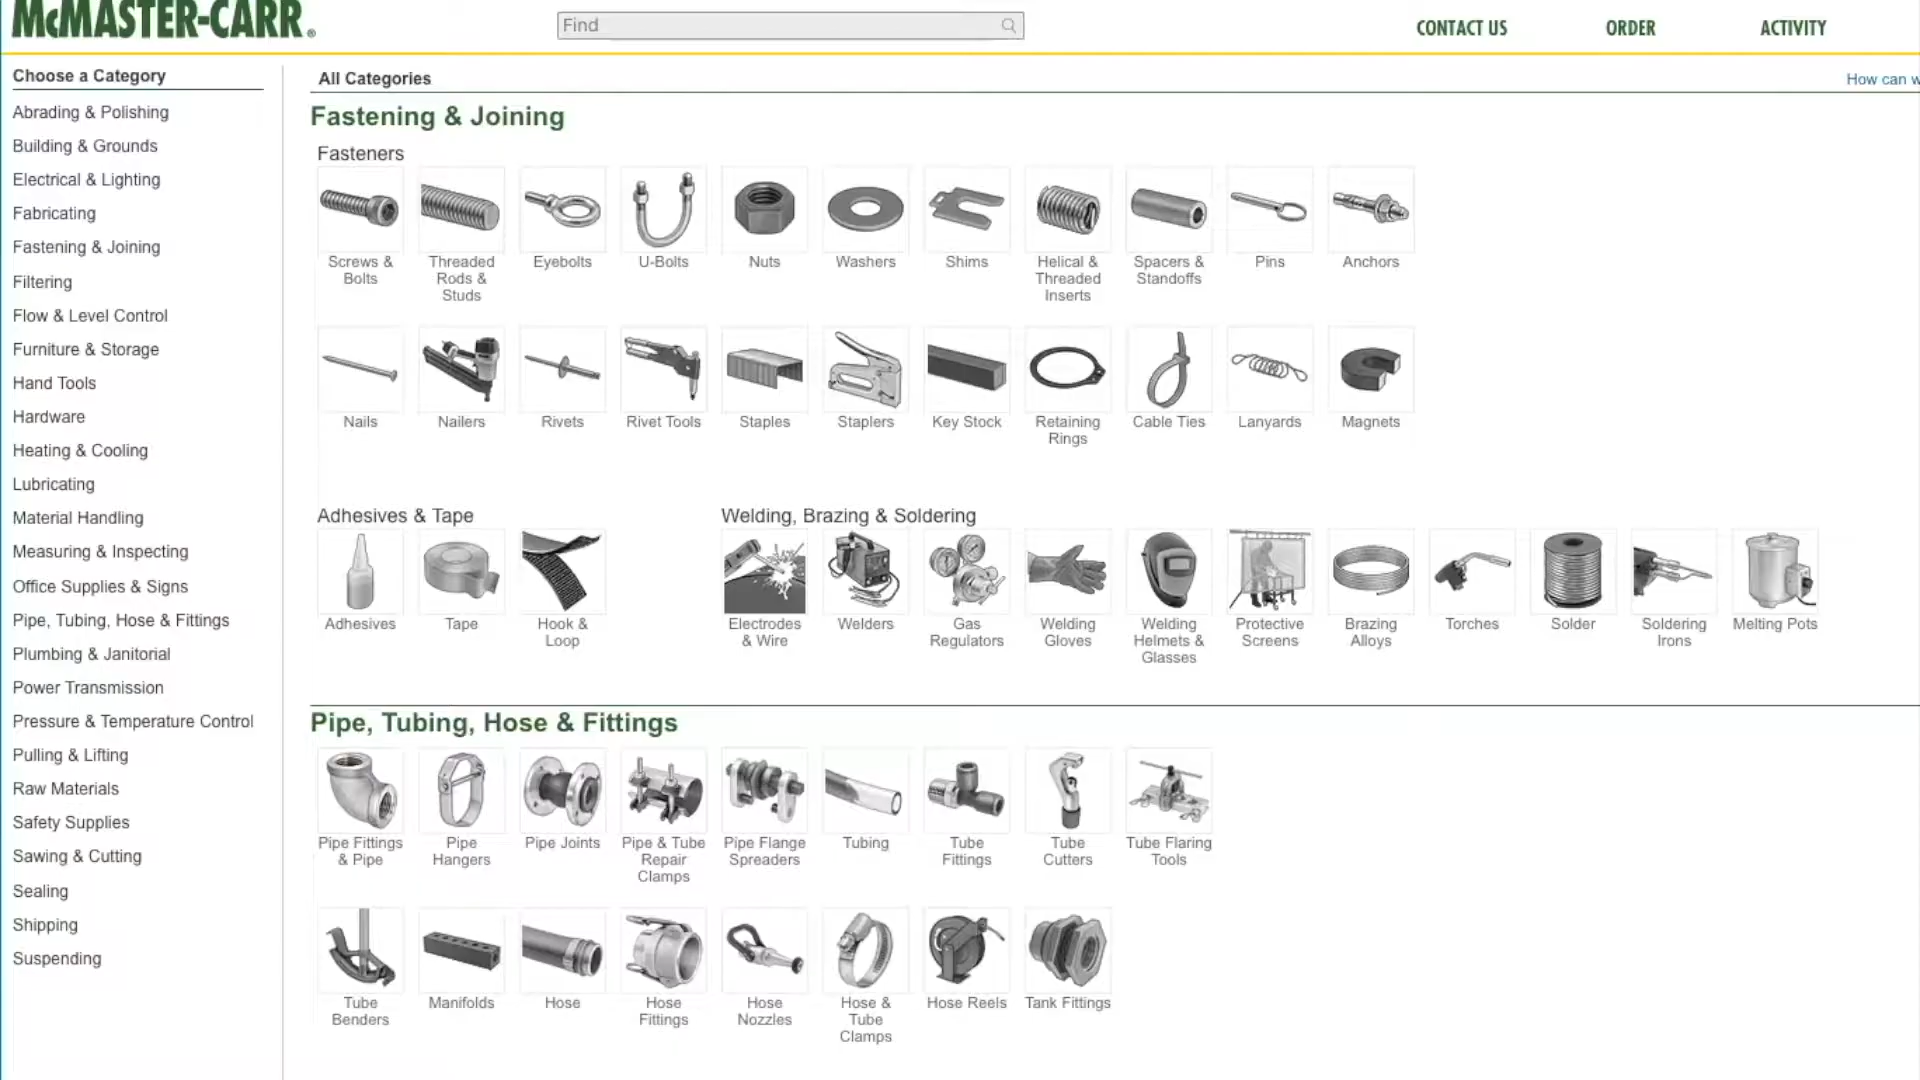 McMASTER-CARR®
Find
CONTACT US
ORDER
ACTIVITY
Choose a Category
Abrading & Polishing
Building & Grounds
Electrical & Lighting
Fabricating
Fastening & Joining
Filtering
Flow & Level Control
Furniture & Storage
Hand Tools
Hardware
Heating & Cooling
Lubricating
Material Handling
Measuring & Inspecting
Office Supplies & Signs
Pipe, Tubing, Hose & Fittings
Plumbing & Janitorial
Power Transmission
Pressure & Temperature Control
Pulling & Lifting
Raw Materials
Safety Supplies
Sawing & Cutting
Sealing
Shipping
Suspending
All Categories
How can w
Fastening & Joining
Fasteners
Screws &
Bolts
Threaded
Rods &
Studs
Eyebolts
U-Bolts
Nuts
Washers
Shims
Helical &
Threaded
Inserts
Spacers &
Standoffs
Pins
Anchors
Nails
Nailers
Rivets
Rivet Tools
Staples
Staplers
Key Stock
Retaining
Rings
Cable Ties
Lanyards
Magnets
Adhesives & Tape
Adhesives
Tape
Hook &
Loop
Welding, Brazing & Soldering
Electrodes
& Wire
Welders
Gas
Regulators
Welding
Gloves
Welding
Helmets &
Glasses
Protective
Screens
Brazing
Alloys
Torches
Solder
Soldering
Irons
Melting Pots
Pipe, Tubing, Hose & Fittings
Pipe Fittings
& Pipe
Pipe
Hangers
Pipe Joints
Pipe & Tube
Repair
Clamps
Pipe Flange
Spreaders
Tubing
Tube
Fittings
Tube
Cutters
Tube Flaring
Tools
Tube
Benders
Manifolds
Hose
Hose
Fittings
Hose
Nozzles
Hose &
Tube
Clamps
Hose Reels
Tank Fittings